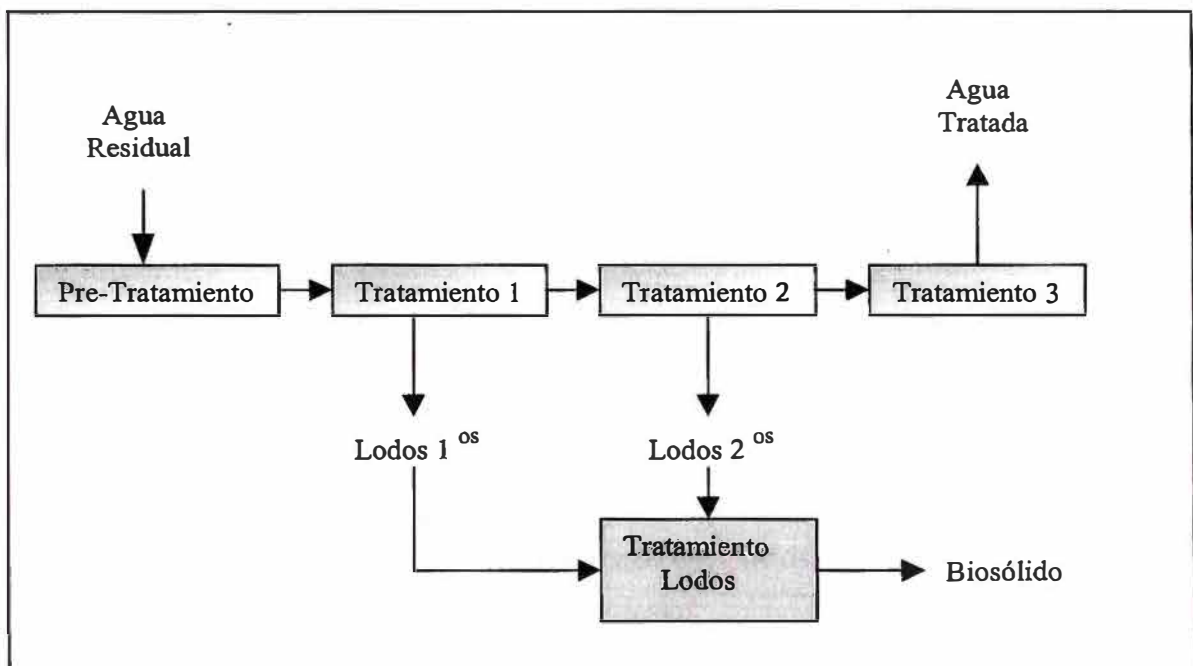 Agua
Residual
Agua
Tratada
Pre-Tratamiento
Tratamiento 1
Tratamiento 2
Tratamiento 3
Lodos 1 os
Lodos 2 os
Tratamiento
Lodos
Biosólido